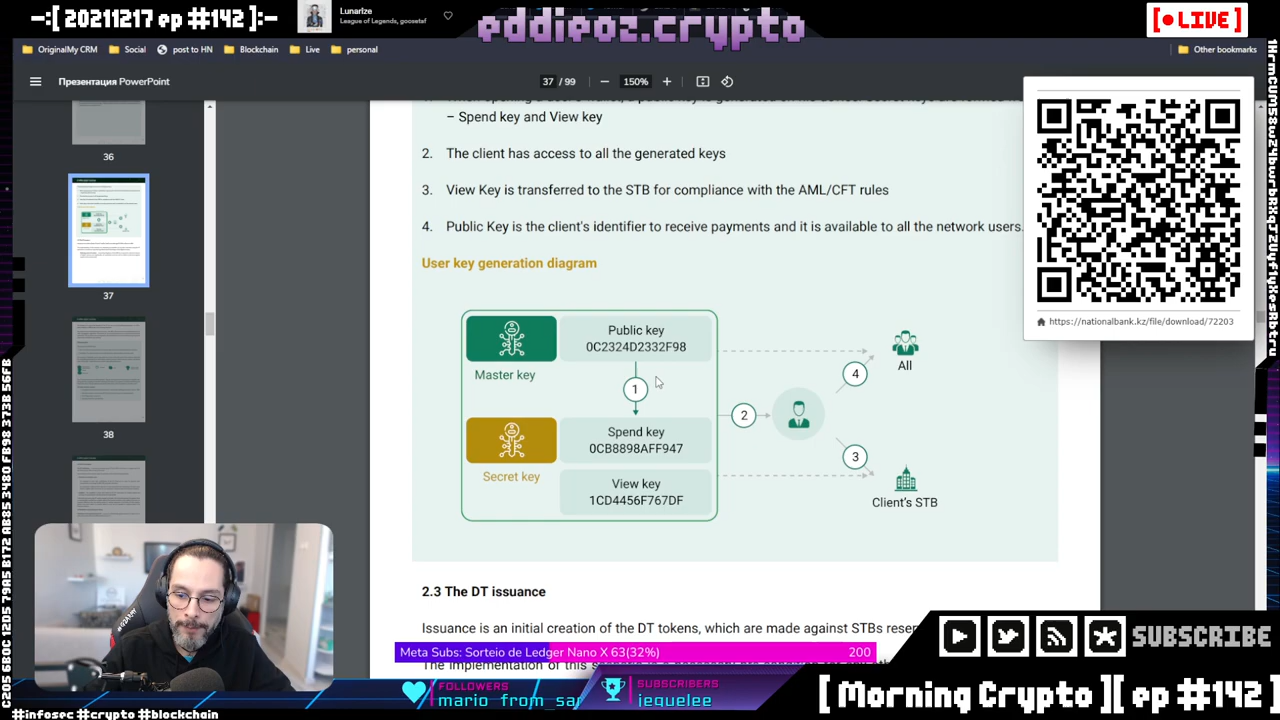 -:[ 20211217 ep #142 ]:-
Lunarize
League of Legends, goosetaf
eddieoz.crypto
[● LIVE ]
OriginalMy CRM
Social
post to HN
Blockchain
Live
personal
Other bookmarks
Презентация PowerPoint
37 / 99
150%
– Spend key and View key
2. The client has access to all the generated keys
3. View Key is transferred to the STB for compliance with the AML/CFT rules
4. Public Key is the client's identifier to receive payments and it is available to all the network users.
User key generation diagram
Public key
0C2324D2332F98
Master key
1
Spend key
0CB8898AFF947
Secret key
View key
1CD4456F767DF
2
4
All
3
Client's STB
36
37
38
https://nationalbank.kz/file/download/72203
2.3 The DT issuance
Issuance is an initial creation of the DT tokens, which are made against STBs
Meta Subs: Sorteio de Ledger Nano X 63(32%)
200
FOLLOWERS
SUBSCRIBERS
jequelee
SUBSCRIBE
[ Morning Crypto ][ ep #142 ]
#infosec #crypto #blockchain